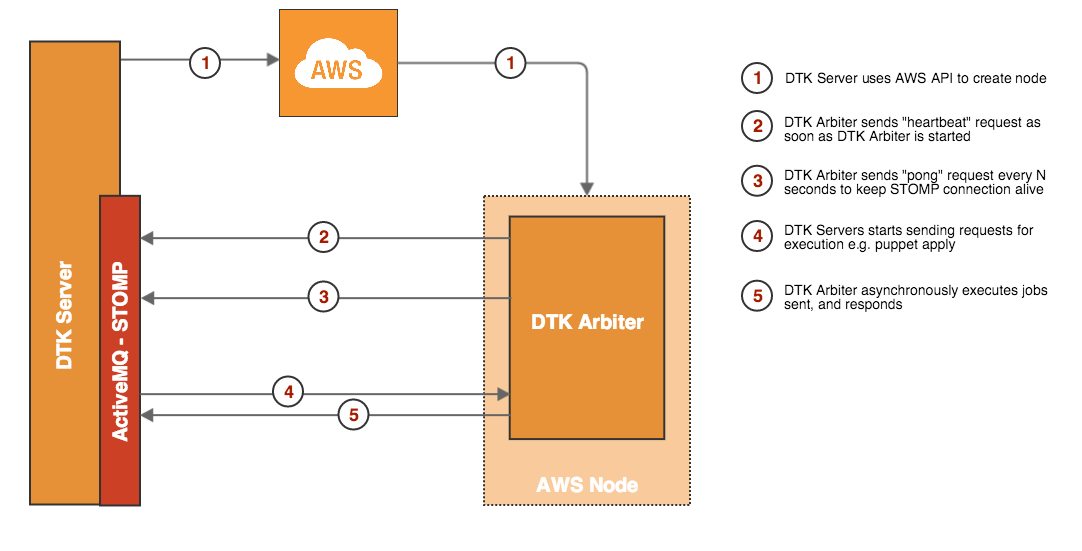 1
AWS
1
DTK Server
ActiveMQ - STOMP
2
3
4
5
DTK Arbiter
AWS Node
1 DTK Server uses AWS API to create node
2 DTK Arbiter sends "heartbeat" request as
soon as DTK Arbiter is started
3 DTK Arbiter sends "pong" request every N
seconds to keep STOMP connection alive
4 DTK Servers starts sending requests for
execution e.g. puppet apply
5 DTK Arbiter asynchronously executes jobs
sent, and responds